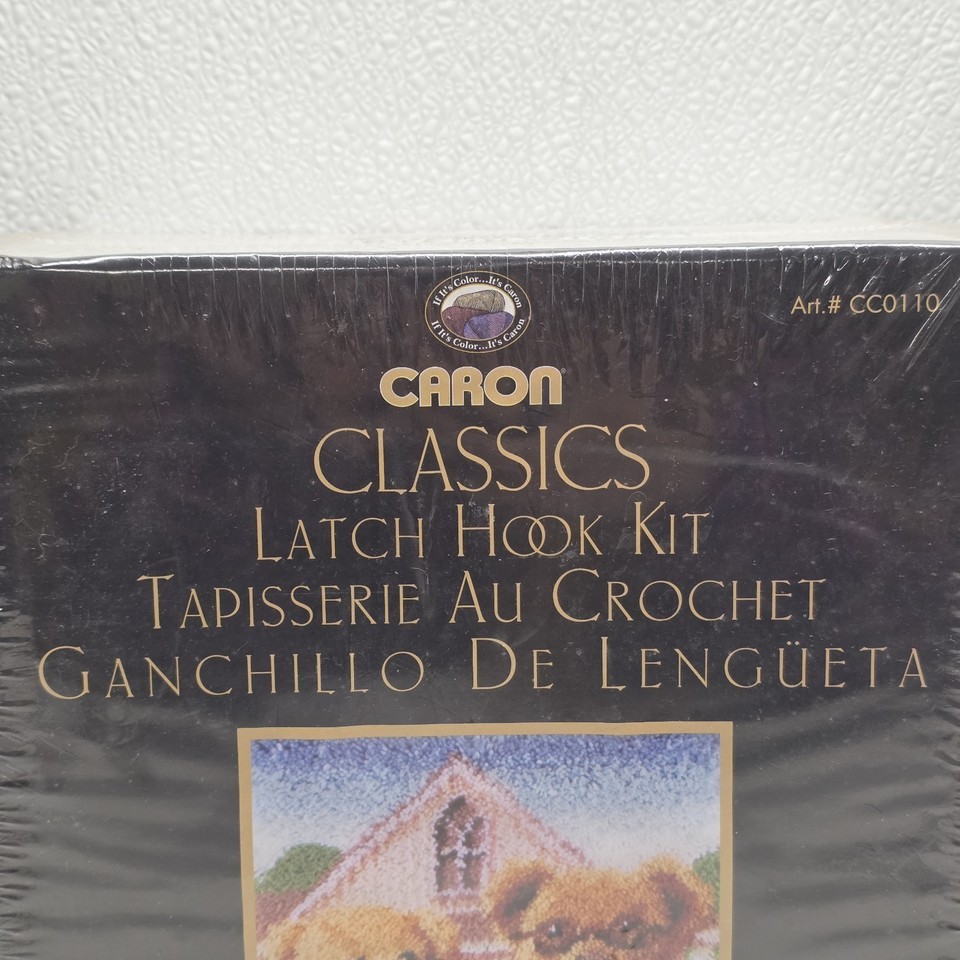 If It's Color...It's Caron
If It's Color...It's Caron
Art.# CC0110
CARON®
CLASSICS
LATCH HOOK KIT
TAPISSERIE AU CROCHET
GANCHILLO DE LENGÜETA